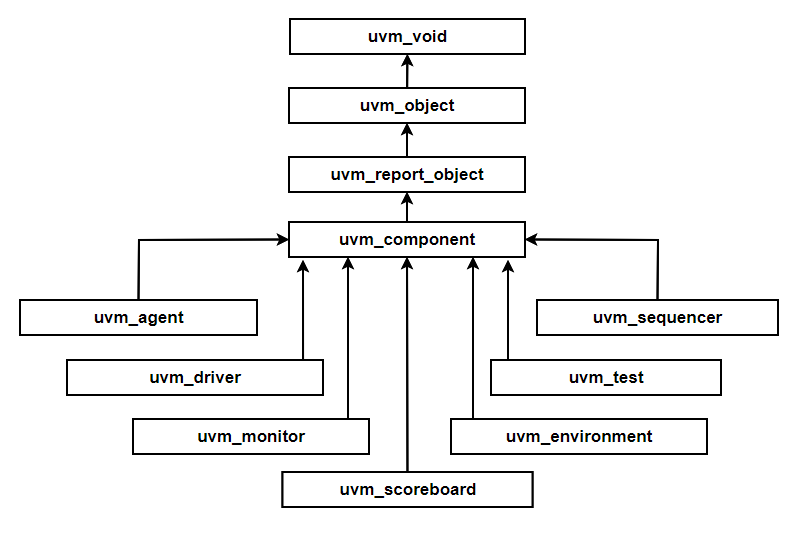 uvm_void
uvm_object
uvm_report_object
uvm_component
uvm_agent
uvm_sequencer
uvm_driver
uvm_test
uvm_monitor
uvm_environment
uvm_scoreboard